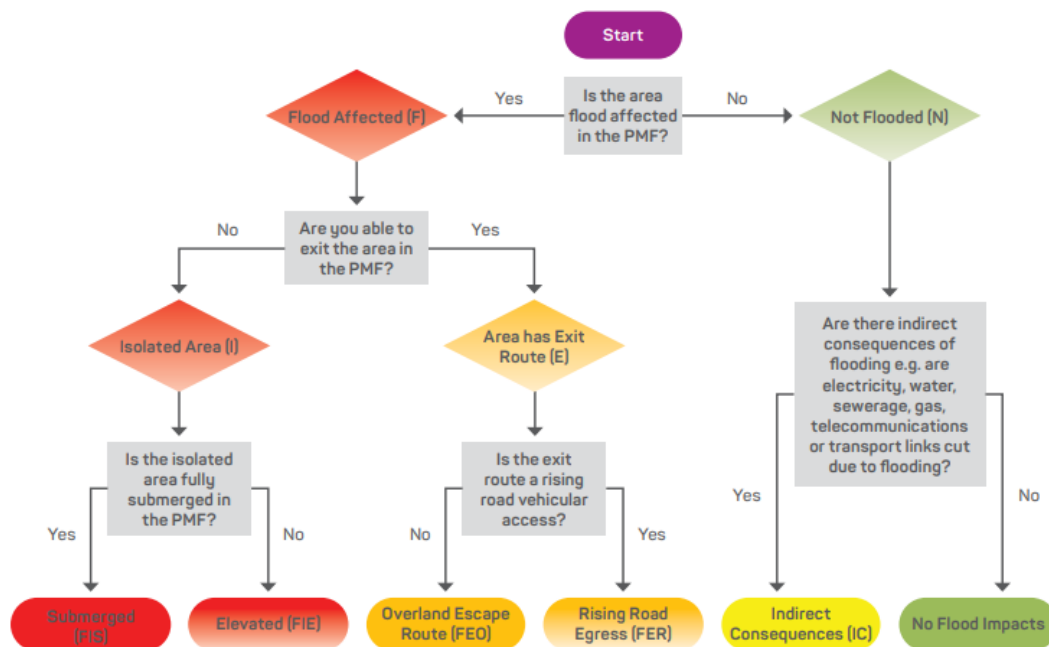 Start
Is the area
flood affected
in the PMF?
Yes
No
Flood Affected (F)
Not Flooded (N)
Are you able to
exit the area in
the PMF?
No
Yes
Isolated Area (I)
Area has Exit
Route (E)
Are there indirect
consequences of
flooding e.g. are
electricity, water,
sewerage, gas,
telecommunications
or transport links cut
due to flooding?
Is the isolated
area fully
submerged in
the PMF?
Is the exit
route a rising
road vehicular
access?
Yes
No
No
Yes
Yes
No
Submerged
(FIS)
Elevated (FIE)
Overland Escape
Route (FEO)
Rising Road
Egress (FER)
Indirect
Consequences (IC)
No Flood Impacts